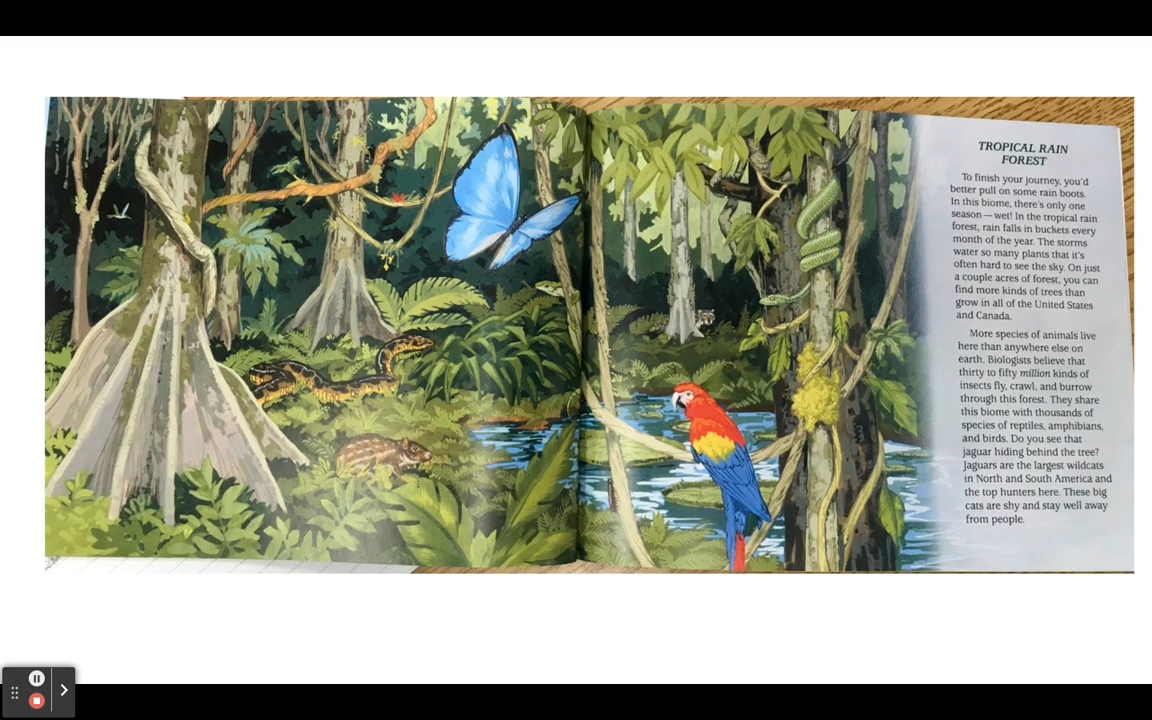 TROPICAL RAIN
FOREST
To finish your journey, you'd
better pull on some rain boots.
In this biome, there's only one
season — wet! In the tropical rain
forest, rain falls in buckets every
month of the year. The storms
water so many plants that it's
often hard to see the sky. On just
a couple acres of forest, you can
find more kinds of trees than
grow in all of the United States
and Canada.
More species of animals live
here than anywhere else on
earth. Biologists believe that
thirty to fifty million kinds of
insects fly, crawl, and burrow
through this forest. They share
this biome with thousands of
species of reptiles, amphibians,
and birds. Do you see that
jaguar hiding behind the tree?
Jaguars are the largest wildcats
in North and South America and
the top hunters here. These big
cats are shy and stay well away
from people.